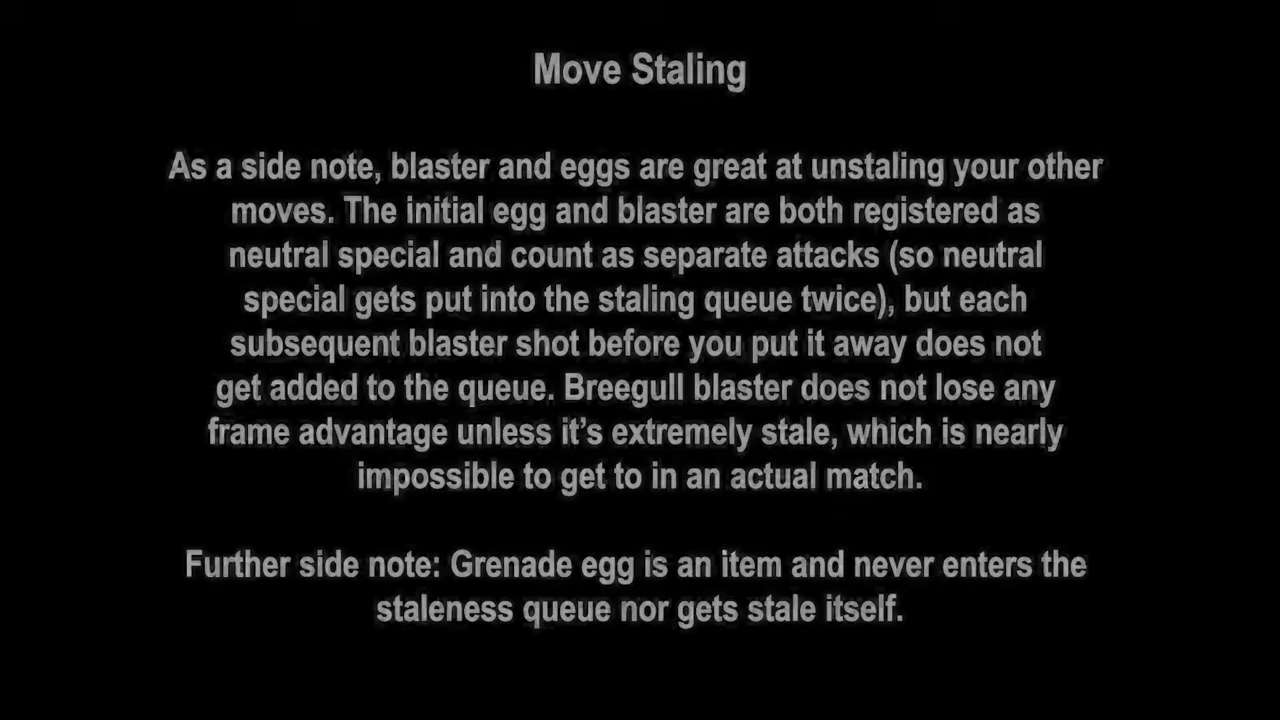 Move Staling
As a side note, blaster and eggs are great at unstaling your other
moves. The initial egg and blaster are both registered as
neutral special and count as separate attacks (so neutral
special gets put into the staling queue twice), but each
subsequent blaster shot before you put it away does not
get added to the queue. Breegull blaster does not lose any
frame advantage unless it’s extremely stale, which is nearly
impossible to get to in an actual match.
Further side note: Grenade egg is an item and never enters the
staleness queue nor gets stale itself.